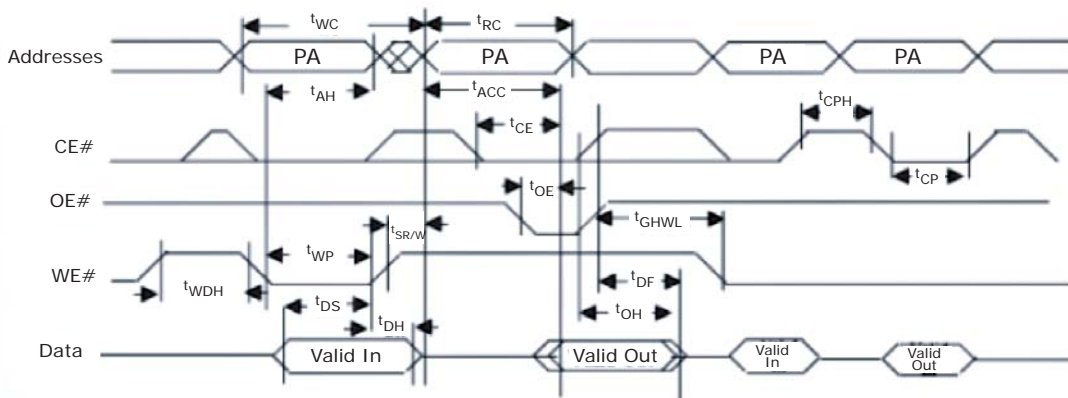 tWC tRC
Addresses PA PA PA PA
tAH tACC
tCE tCPH
CE#
tOE tCP
OE#
tSR/W tGHWL
tWP
WE# tWDH tDF
tDS tOH
tDH
Data Valid In Valid Out Valid In Valid Out